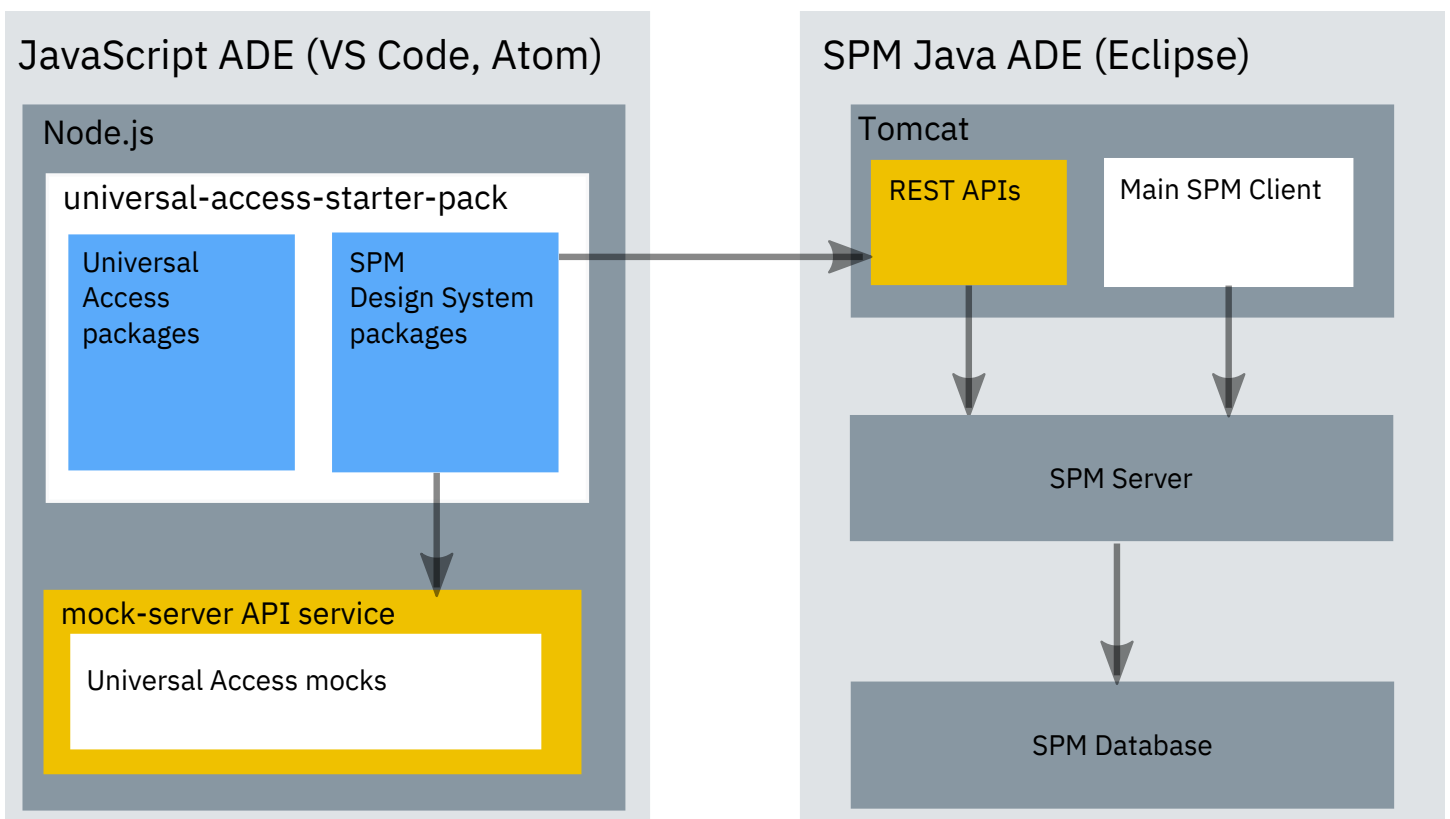 JavaScript ADE (VS Code, Atom)
Node.js
universal-access-starter-pack
Universal
Access
packages
SPM
Design System
packages
mock-server API service
Universal Access mocks
SPM Java ADE (Eclipse)
Tomcat
REST APIs
Main SPM Client
SPM Server
SPM Database